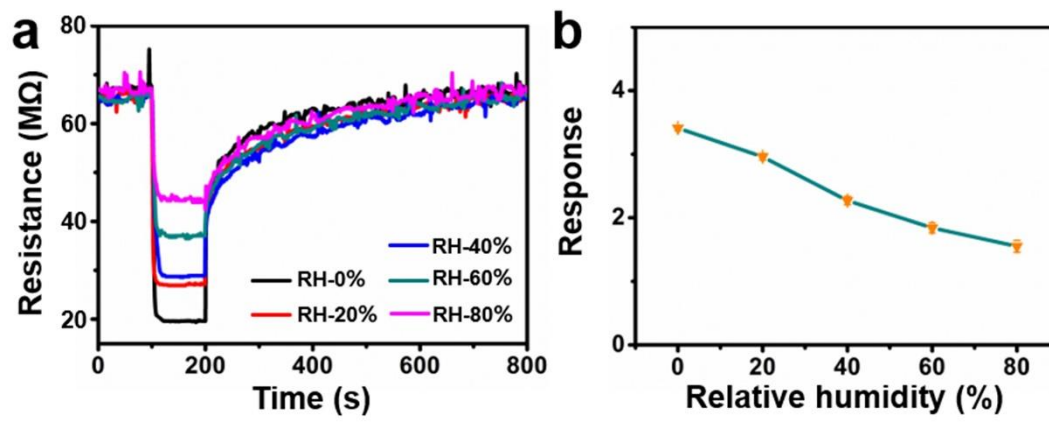 a
80
60
40
20
Resistance (MΩ)
RH-0%
RH-20%
RH-40%
RH-60%
RH-80%
0
200
400
600
800
Time (s)
b
4
2
0
Response
0
20
40
60
80
Relative humidity (%)